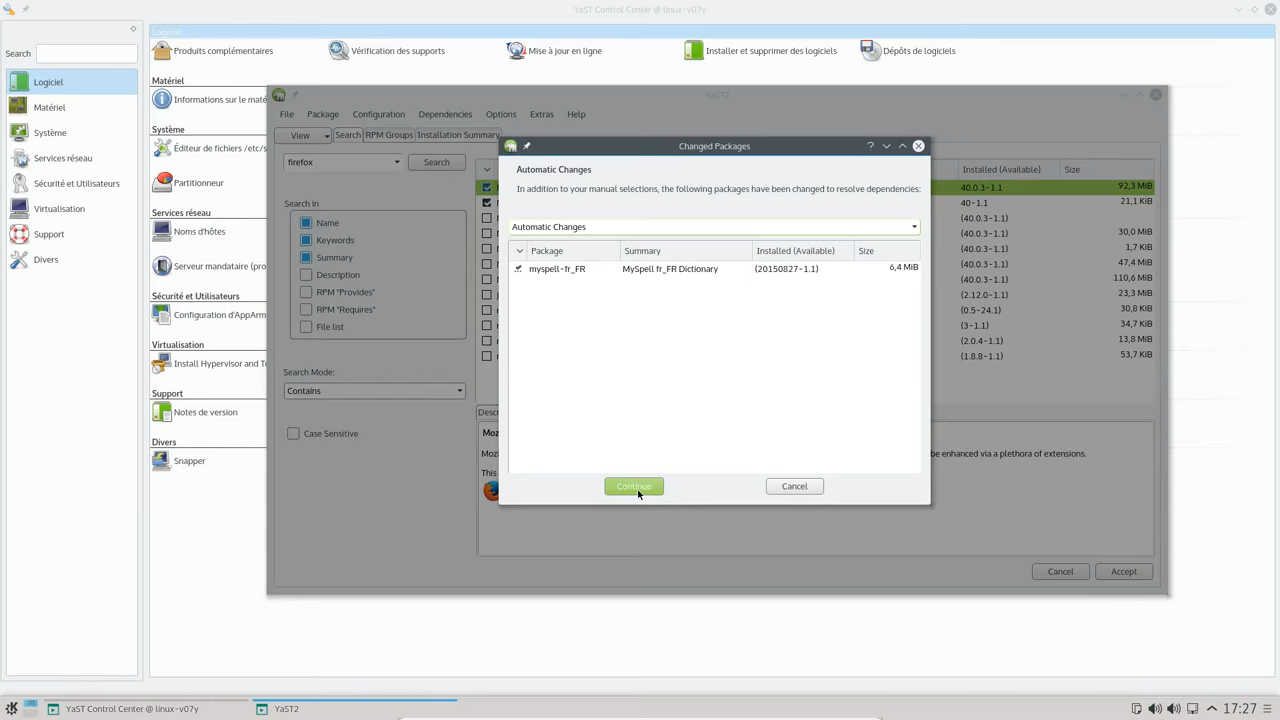 YaST Control Center @ linux-v07y
Search
Logiciel
Matériel
Système
Services réseau
Sécurité et Utilisateurs
Virtualisation
Support
Divers
Logiciel
Produits complémentaires
Vérification des supports
Mise à jour en ligne
Installer et supprimer des logiciels
Dépôts de logiciels
Matériel
Informations sur le maté
Système
Éditeur de fichiers /etc/s
Partitionneur
Services réseau
Noms d'hôtes
Serveur mandataire (pro
Sécurité et Utilisateurs
Configuration d'AppArm
Virtualisation
Install Hypervisor and To
Support
Notes de version
Divers
Snapper
YaST2
File Package Configuration Dependencies Options Extras Help
View Search RPM Groups Installation Summary
firefox Search
Search in
Name
Keywords
Summary
Description
RPM "Provides"
RPM "Requires"
File list
Search Mode:
Contains
Case Sensitive
Installed (Available) Size
40.0.3-1.1 92,3 MiB
40-1.1 21,1 KiB
(40.0.3-1.1)
(40.0.3-1.1) 30,0 MiB
(40.0.3-1.1) 1,7 KiB
(40.0.3-1.1) 47,4 MiB
(40.0.3-1.1) 110,6 MiB
(2.12.0-1.1) 23,3 MiB
(0.5-24.1) 30,8 KiB
(3-1.1) 34,7 KiB
(2.0.4-1.1) 13,8 MiB
(1.8.8-1.1) 53,7 KiB
Descr
Moz
Mozi
be enhanced via a plethora of extensions.
This
Cancel Accept
Changed Packages
Automatic Changes
In addition to your manual selections, the following packages have been changed to resolve dependencies:
Automatic Changes
Package Summary Installed (Available) Size
myspell-fr_FR MySpell fr_FR Dictionary (20150827-1.1) 6,4 MiB
Continue Cancel
YaST Control Center @ linux-v07y YaST2 17:27